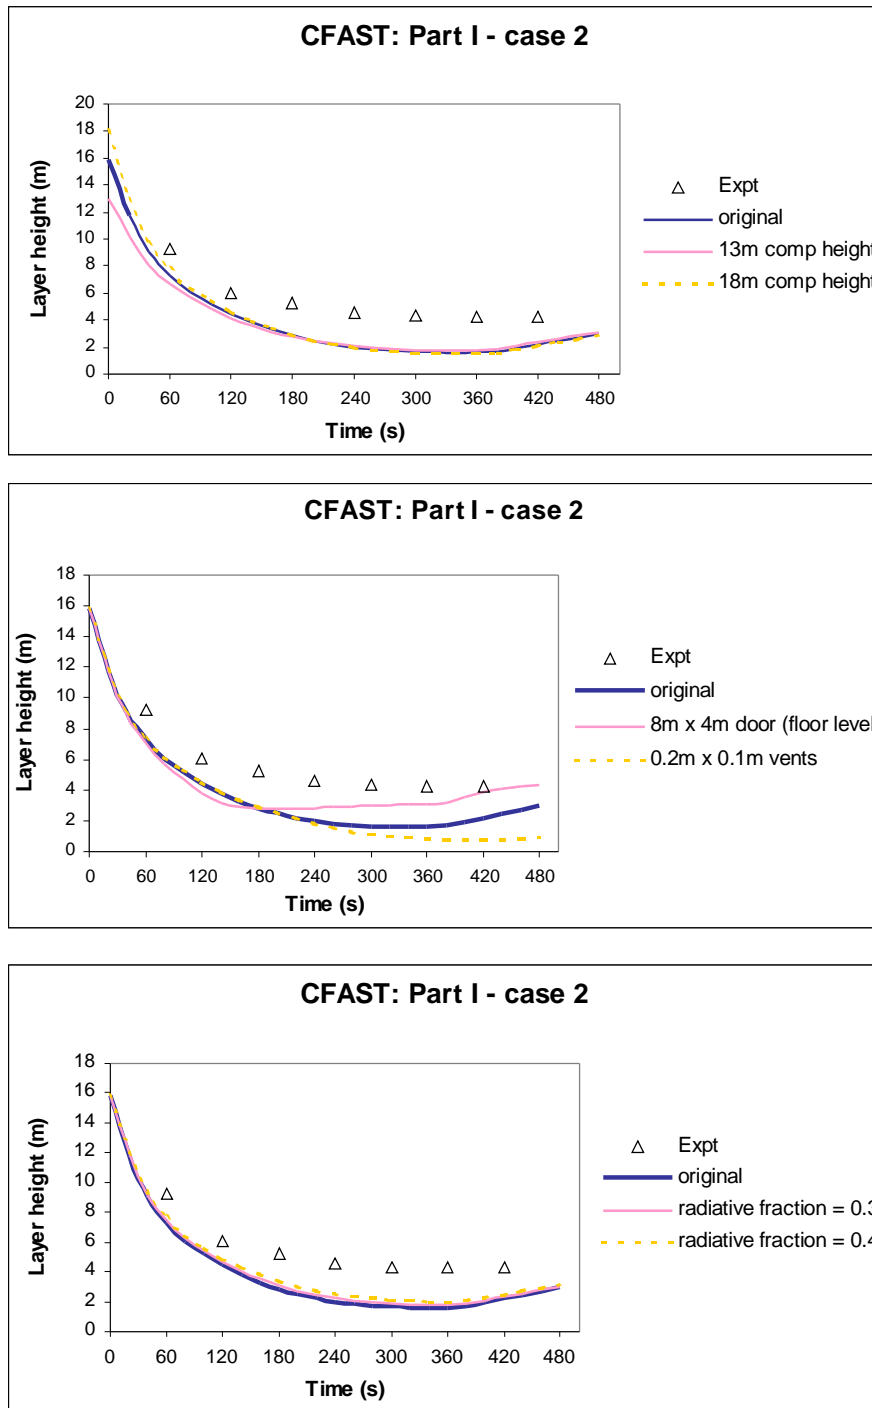 CFAST: Part I - case 2
Layer height (m)
20
18
16
14
12
10
8
6
4
2
0
0 60 120 180 240 300 360 420 480
Time (s)
Expt
original
13m comp height
18m comp height
CFAST: Part I - case 2
Layer height (m)
18
16
14
12
10
8
6
4
2
0
0 60 120 180 240 300 360 420 480
Time (s)
Expt
original
8m x 4m door (floor level
0.2m x 0.1m vents
CFAST: Part I - case 2
Layer height (m)
18
16
14
12
10
8
6
4
2
0
0 60 120 180 240 300 360 420 480
Time (s)
Expt
original
radiative fraction = 0.3
radiative fraction = 0.4